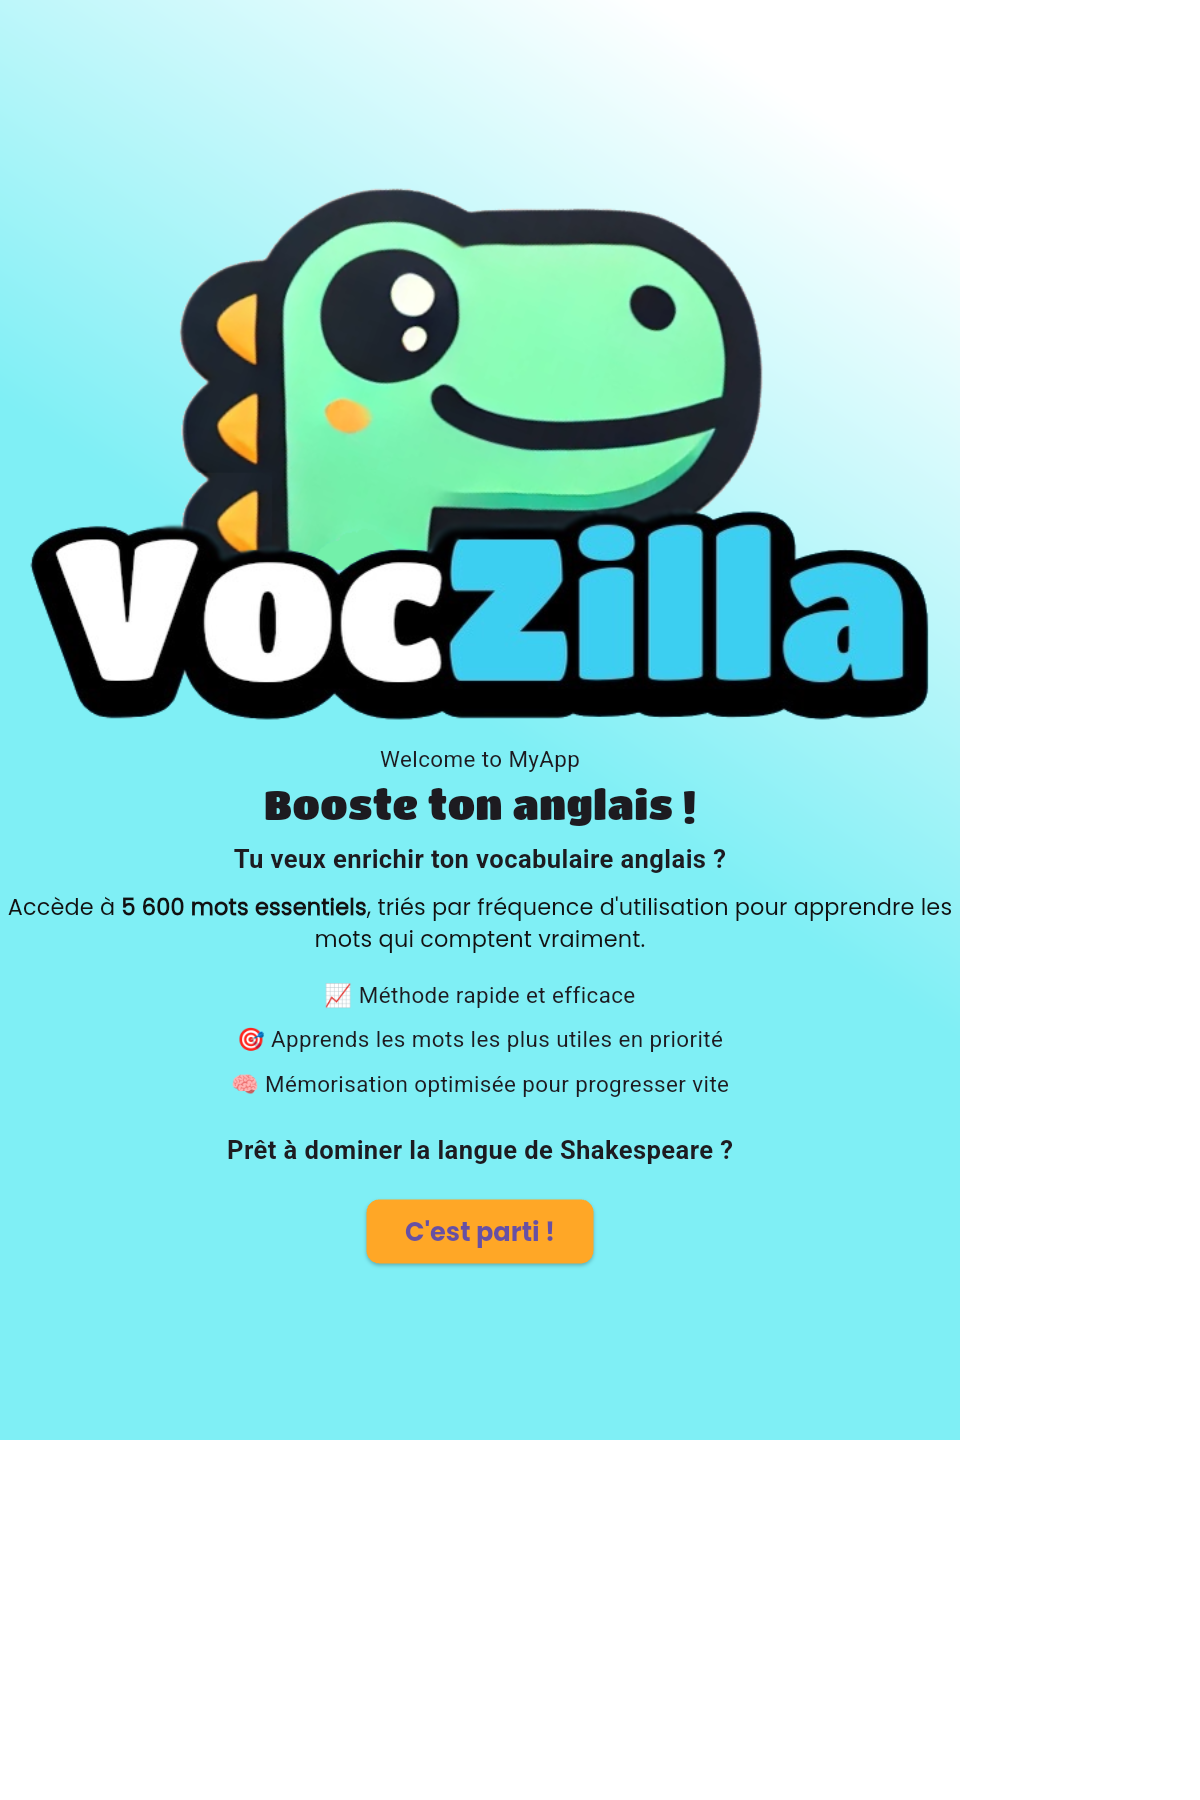 VocZilla
Welcome to MyApp
Booste ton anglais !
Tu veux enrichir ton vocabulaire anglais ?
Accède à 5 600 mots essentiels, triés par fréquence d'utilisation pour apprendre les
mots qui comptent vraiment.
📈 Méthode rapide et efficace
🎯 Apprends les mots les plus utiles en priorité
🧠 Mémorisation optimisée pour progresser vite
Prêt à dominer la langue de Shakespeare ?
C'est parti !